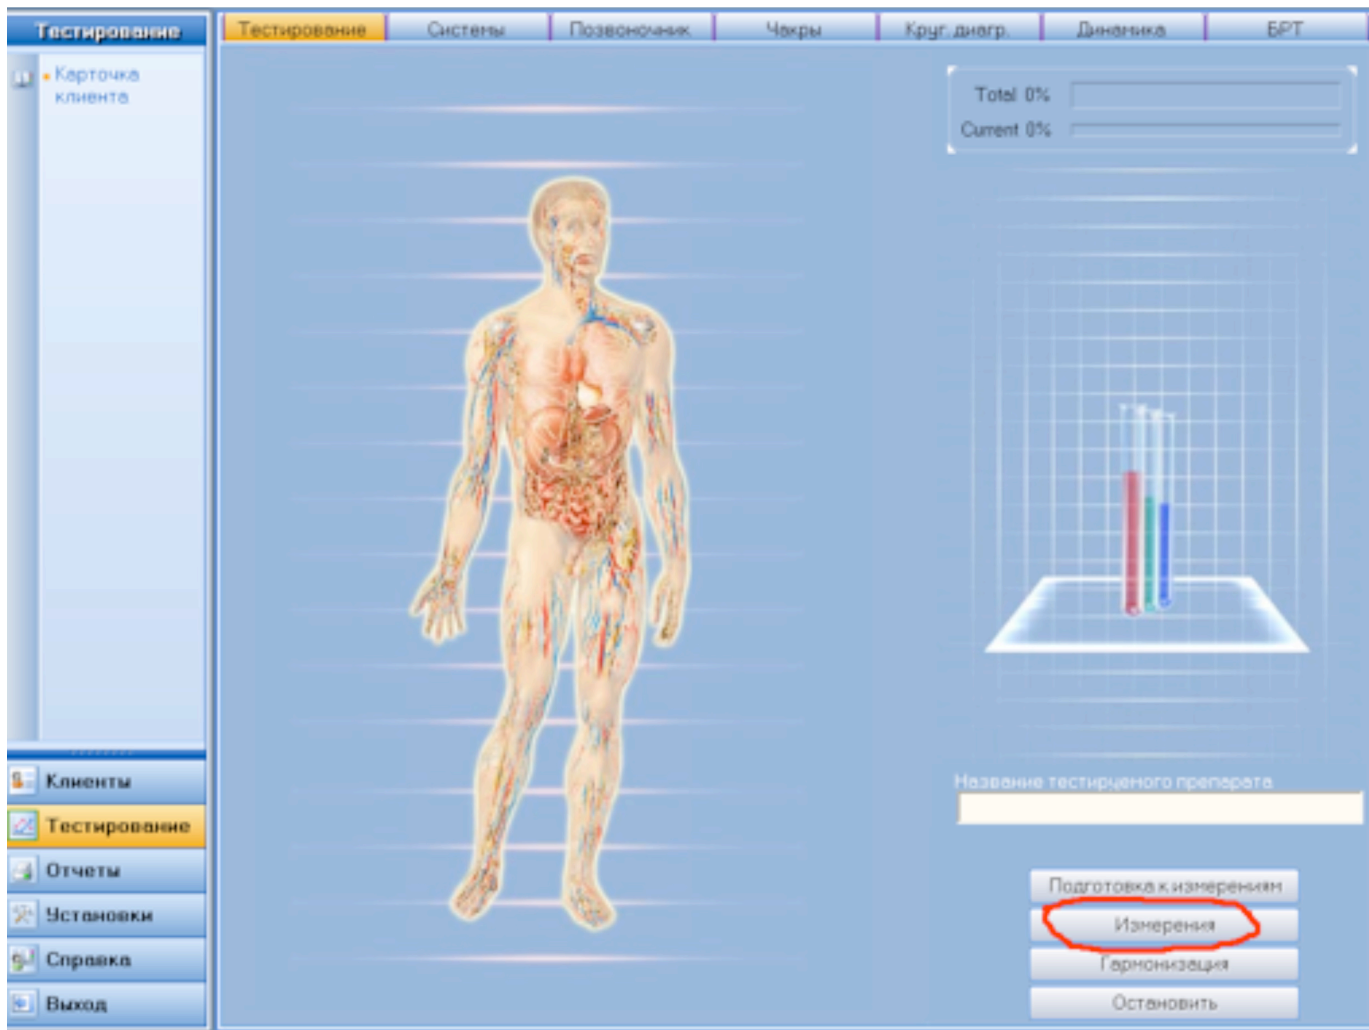 Тестирование
Тестирование
Системы
Позвоночник
Чакры
Круг. диагр.
Динамика
БРТ
Карточка
клиента
Total 0%
Current 0%
Название тестируемого препарата
Клиенты
Тестирование
Отчеты
Установки
Справка
Выход
Подготовка к измерениям
Измерения
Гармонизация
Остановить